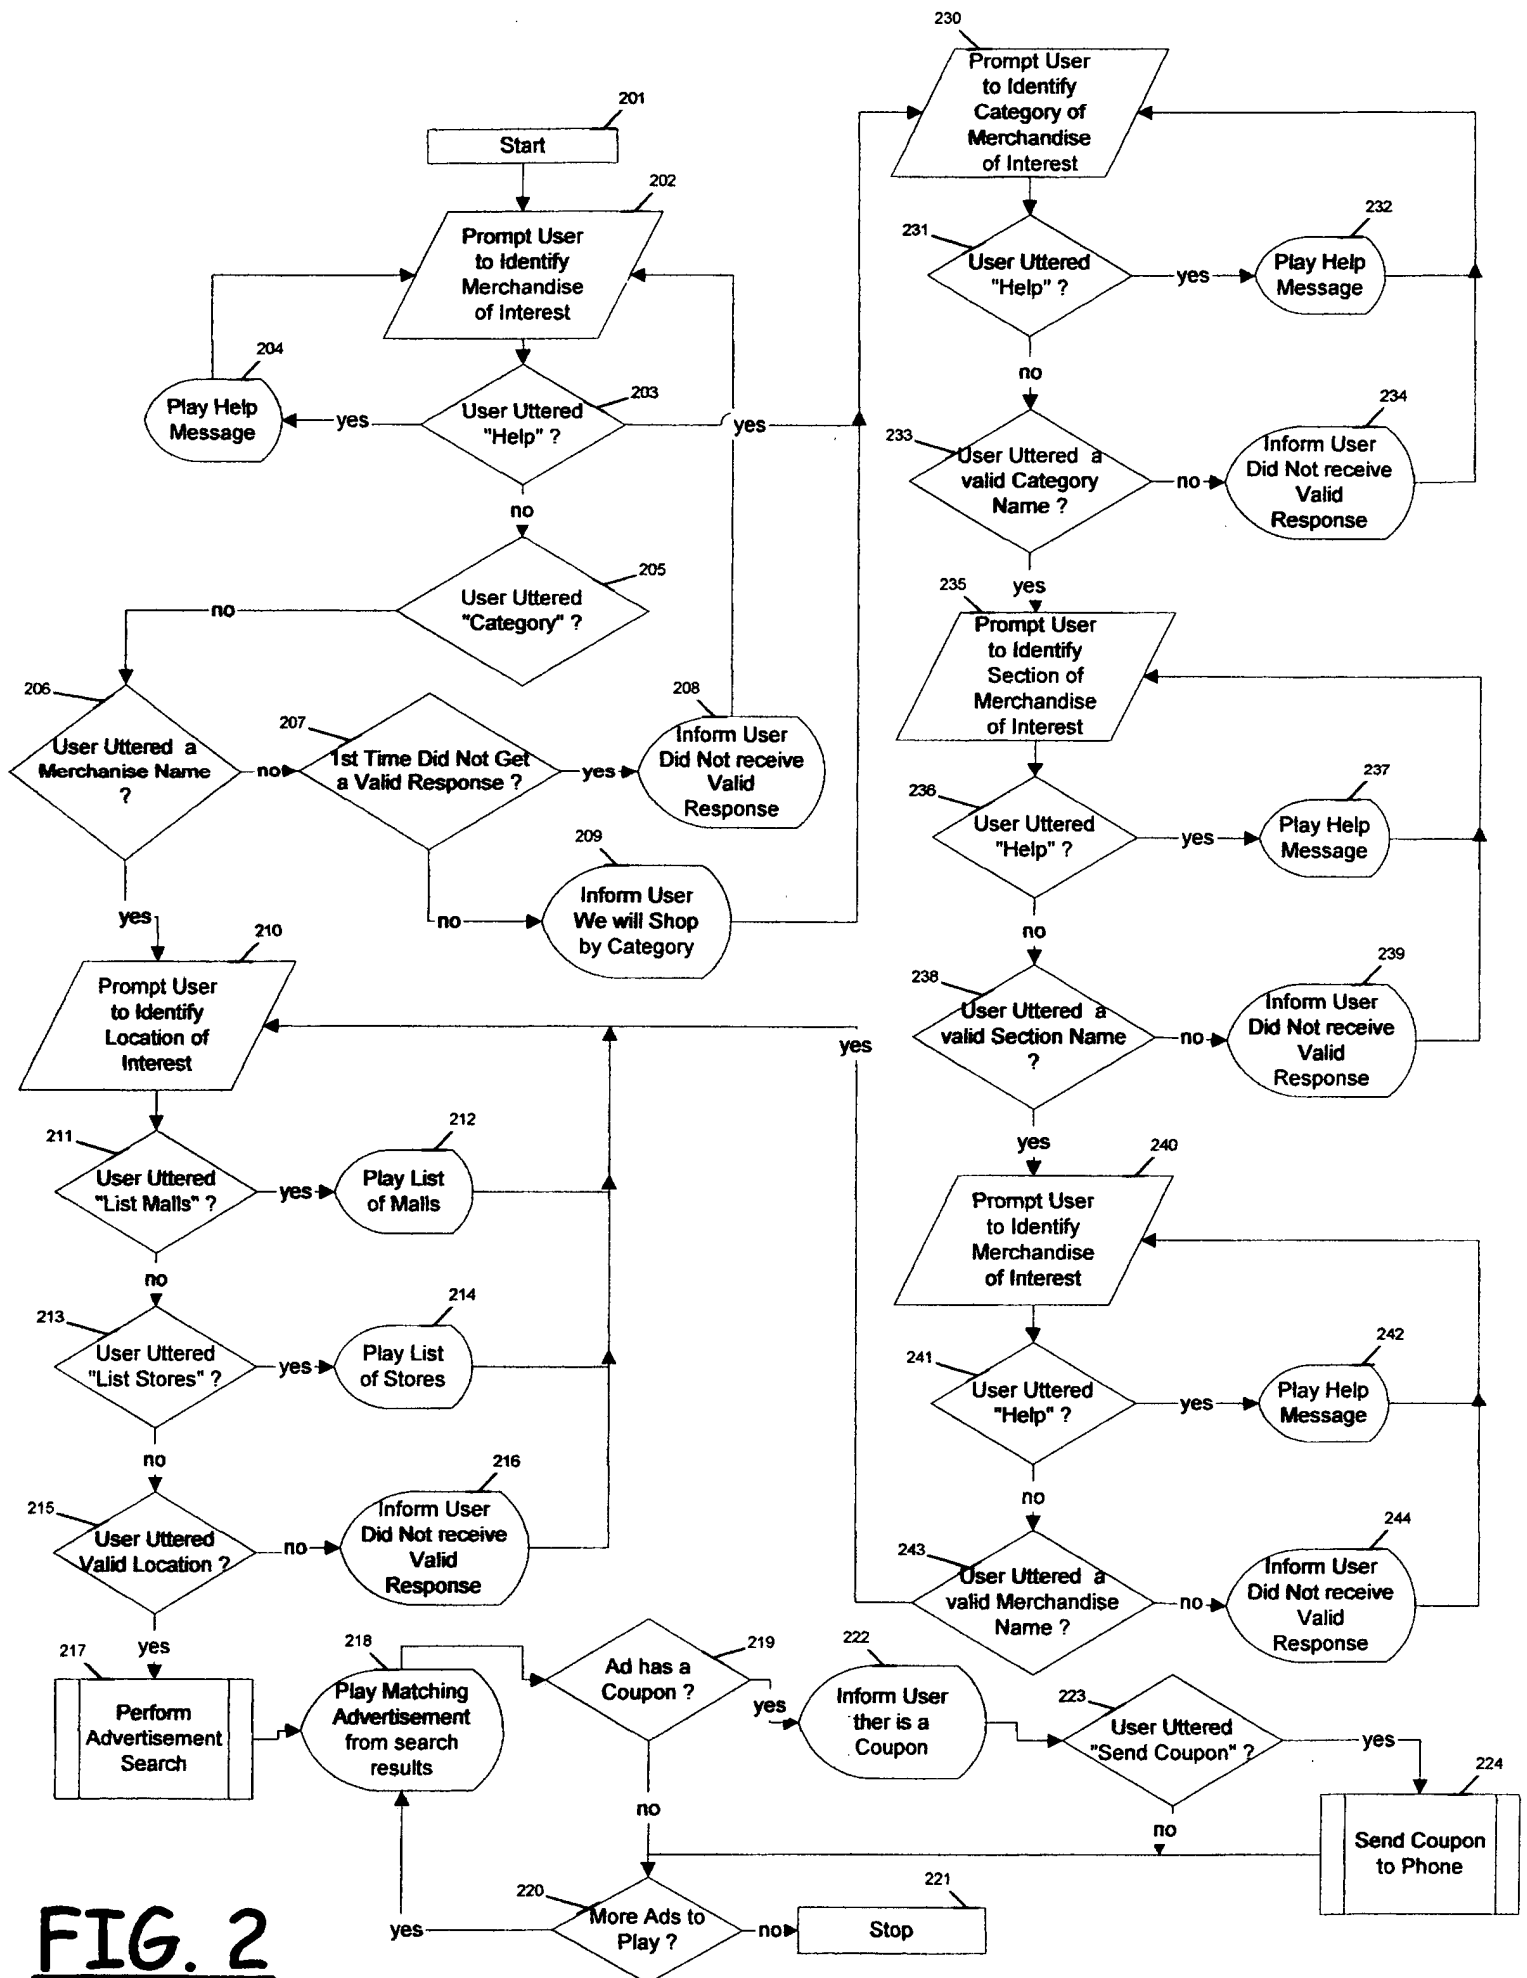 201
Start
202
Prompt User
to Identify
Merchandise
of Interest
203
User Uttered
"Help" ?
yes
204
Play Help
Message
yes
no
205
User Uttered
"Category" ?
no
206
User Uttered a
Merchanise Name
?
no
207
1st Time Did Not Get
a Valid Response ?
yes
208
Inform User
Did Not receive
Valid
Response
no
209
Inform User
We will Shop
by Category
yes
210
Prompt User
to Identify
Location of
Interest
211
User Uttered
"List Malls" ?
yes
212
Play List
of Malls
no
213
User Uttered
"List Stores" ?
yes
214
Play List
of Stores
no
215
User Uttered
Valid Location ?
no
216
Inform User
Did Not receive
Valid
Response
yes
217
Perform
Advertisement
Search
218
Play Matching
Advertisement
from search
results
219
Ad has a
Coupon ?
yes
222
Inform User
ther is a
Coupon
223
User Uttered
"Send Coupon" ?
yes
224
Send Coupon
to Phone
no
no
220
More Ads to
Play ?
yes
no
221
Stop
230
Prompt User
to Identify
Category of
Merchandise
of Interest
231
User Uttered
"Help" ?
yes
232
Play Help
Message
no
233
User Uttered a
valid Category
Name ?
no
234
Inform User
Did Not receive
Valid
Response
yes
235
Prompt User
to Identify
Section of
Merchandise
of Interest
236
User Uttered
"Help" ?
yes
237
Play Help
Message
no
238
User Uttered a
valid Section Name
?
no
239
Inform User
Did Not receive
Valid
Response
yes
240
Prompt User
to Identify
Merchandise
of Interest
241
User Uttered
"Help" ?
yes
242
Play Help
Message
no
243
User Uttered a
valid Merchandise
Name ?
no
244
Inform User
Did Not receive
Valid
Response
yes
FIG. 2